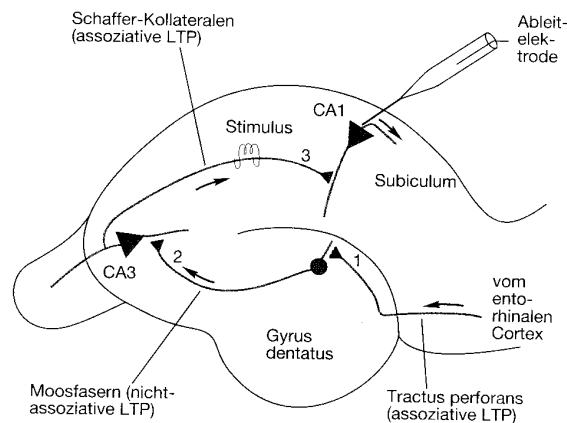 Schaffer-Kollateralen
(assoziative LTP)
Ableit-
elek-
trode
CA1
Stimulus
3
Subiculum
CA3
2
1
vom
ento-
rhinalen
Cortex
Gyrus
dentatus
Moosfasern (nicht-
assoziative LTP)
Tractus perforans
(assoziative LTP)